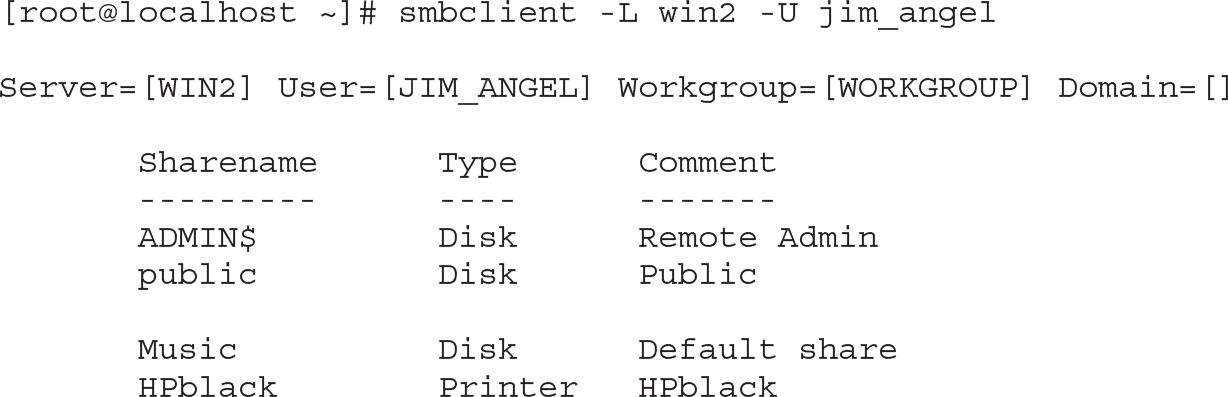 [root@localhost ~]# smbclient -L win2 -U jim_angel
Server=[WIN2] User=[JIM_ANGEL] Workgroup=[WORKGROUP] Domain=[]
Sharename Type Comment
--------- ---- -------
ADMIN$ Disk Remote Admin
public Disk Public
Music Disk Default share
HPblack Printer HPblack